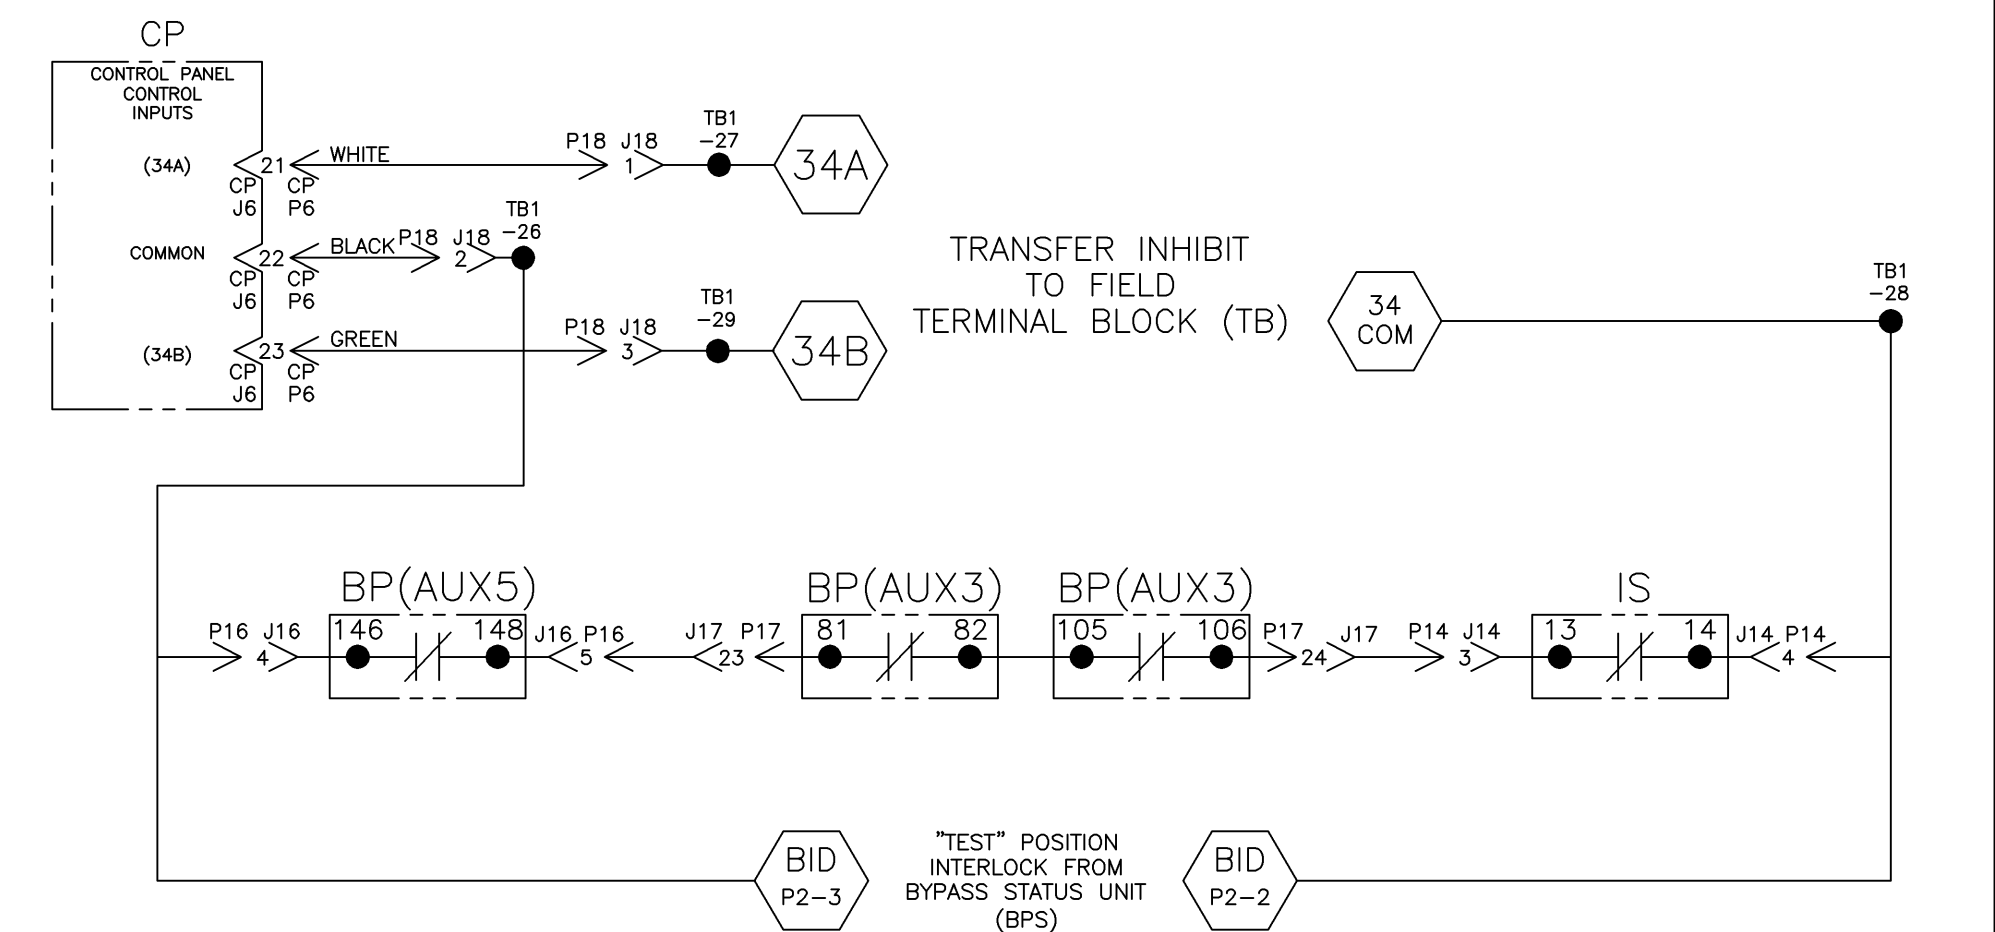 CP
CONTROL PANEL
CONTROL
INPUTS
(34A)
21
CP
J6
CP
P6
WHITE
P18
J18
1
TB1
-27
34A
COMMON
22
CP
J6
CP
P6
BLACK
P18
J18
2
TB1
-26
(34B)
23
CP
J6
CP
P6
GREEN
P18
J18
3
TB1
-29
34B
TRANSFER INHIBIT
TO FIELD
TERMINAL BLOCK (TB)
34
COM
TB1
-28
BP(AUX5)
BP(AUX3)
BP(AUX3)
IS
P16
J16
4
146
148
J16
P16
5
J17
P17
23
81
82
105
106
P17
J17
24
P14
J14
3
13
14
J14
P14
4
BID
P2-3
"TEST" POSITION
INTERLOCK FROM
BYPASS STATUS UNIT
(BPS)
BID
P2-2